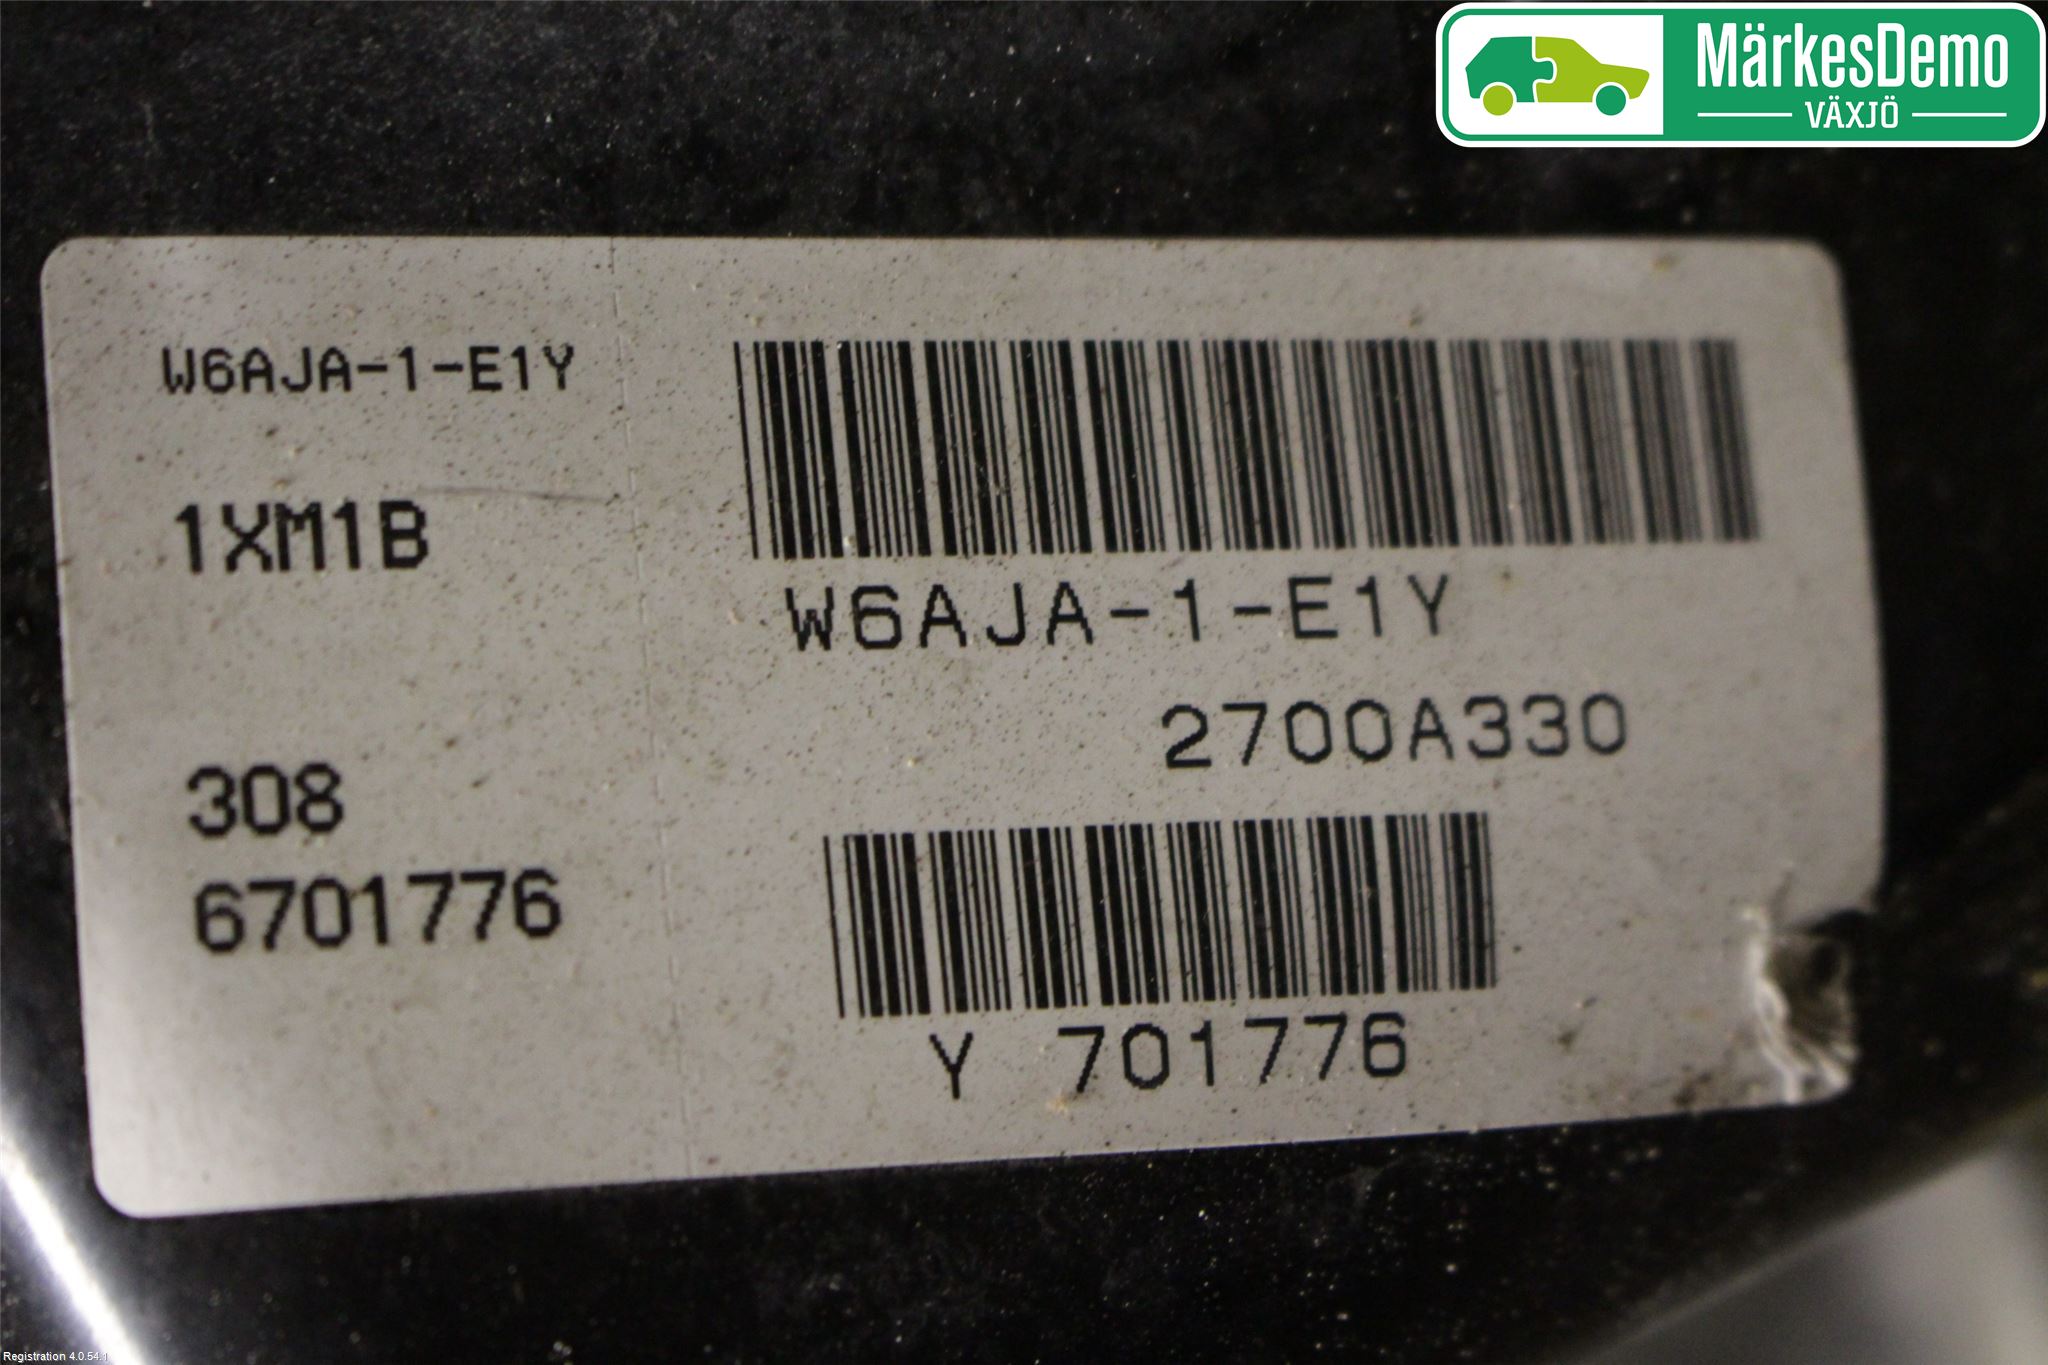 MärkesDemo
VÄXJÖ
W6AJA-1-E1Y
1XM1B
308
6701776
W6AJA-1-E1Y
2700A330
Y 701776
Registration 4.0.54.1